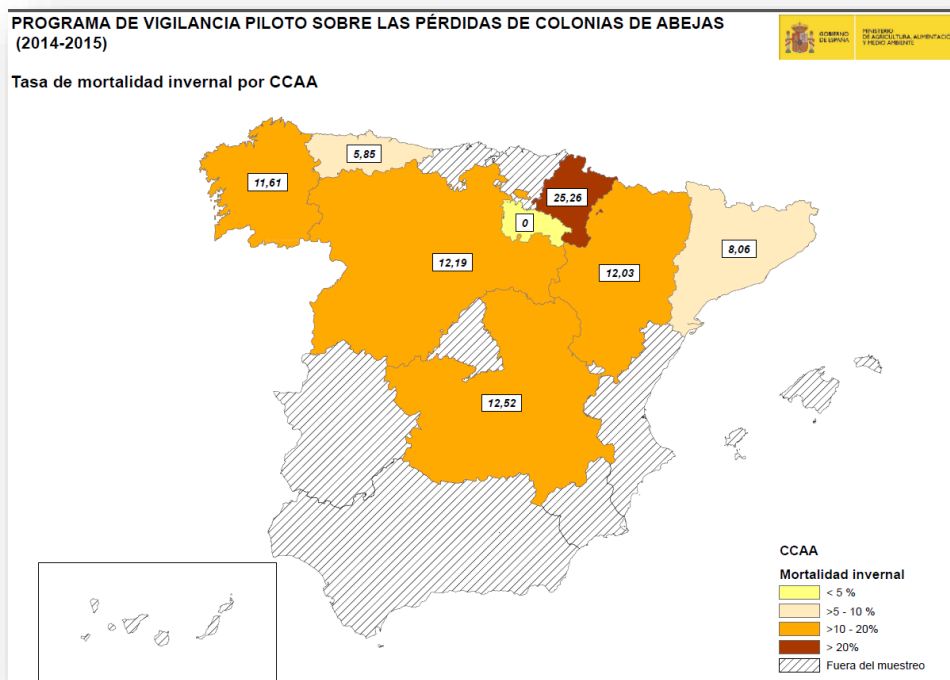 PROGRAMA DE VIGILANCIA PILOTO SOBRE LAS PÉRDIDAS DE COLONIAS DE ABEJAS
(2014-2015)
GOBIERNO
DE ESPAÑA
MINISTERIO
DE AGRICULTURA, ALIMENTACIÓ
Y MEDIO AMBIENTE
Tasa de mortalidad invernal por CCAA
5,85
11,61
25,26
0
8,06
12,19
12,03
12,52
CCAA
Mortalidad invernal
< 5 %
>5 - 10 %
>10 - 20%
> 20%
Fuera del muestreo